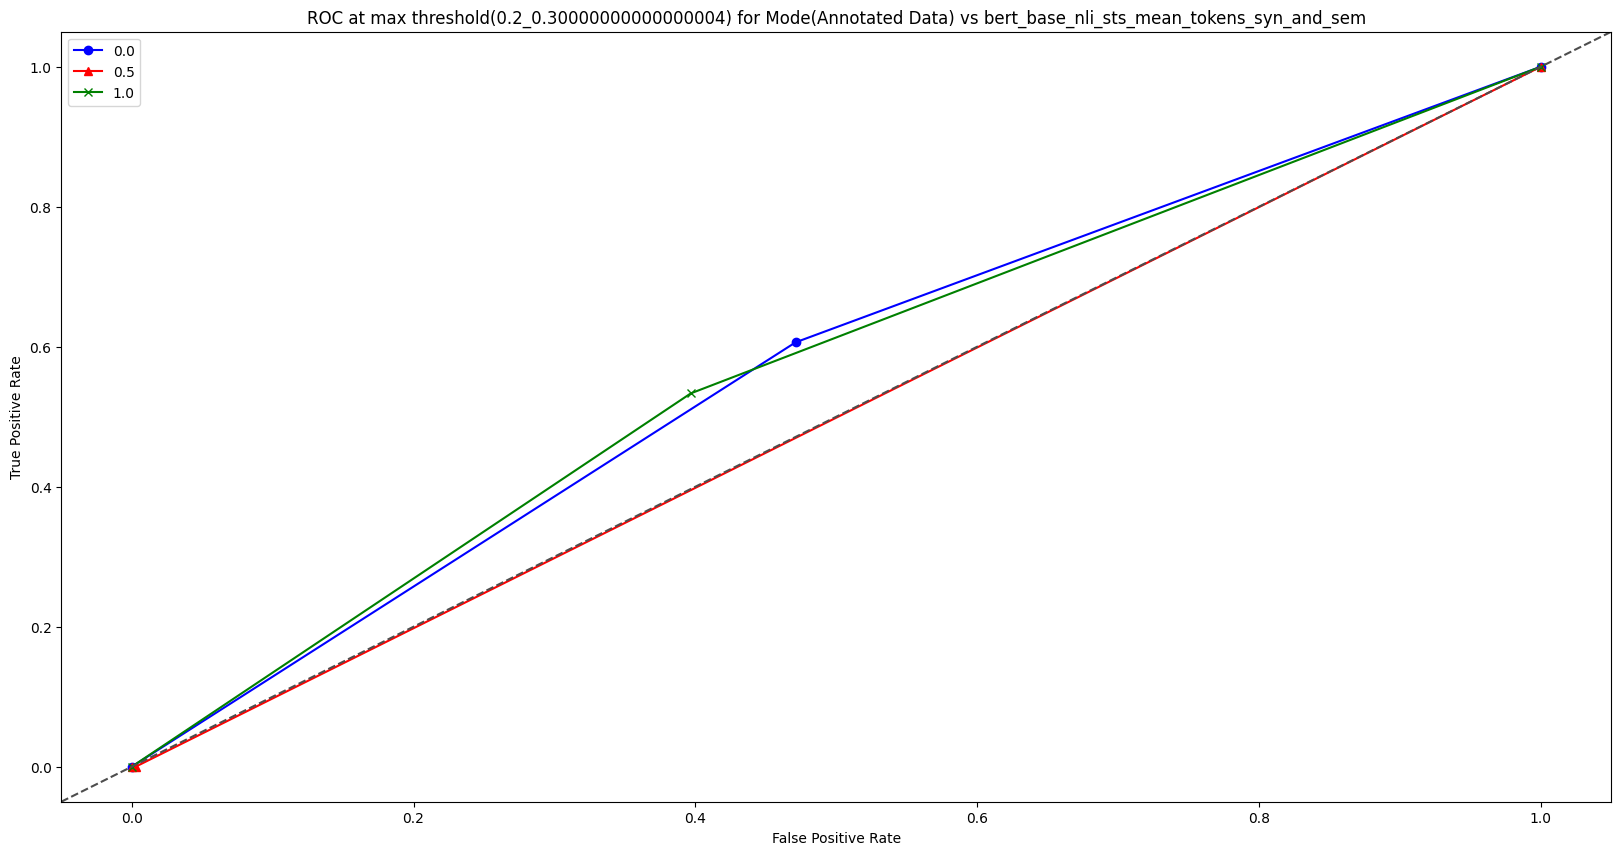 ROC at max threshold(0.2_0.30000000000000004) for Mode(Annotated Data) vs bert_base_nli_sts_mean_tokens_syn_and_sem
0.0
0.5
1.0
True Positive Rate
1.0
0.8
0.6
0.4
0.2
0.0
0.0 0.2 0.4 0.6 0.8 1.0
False Positive Rate